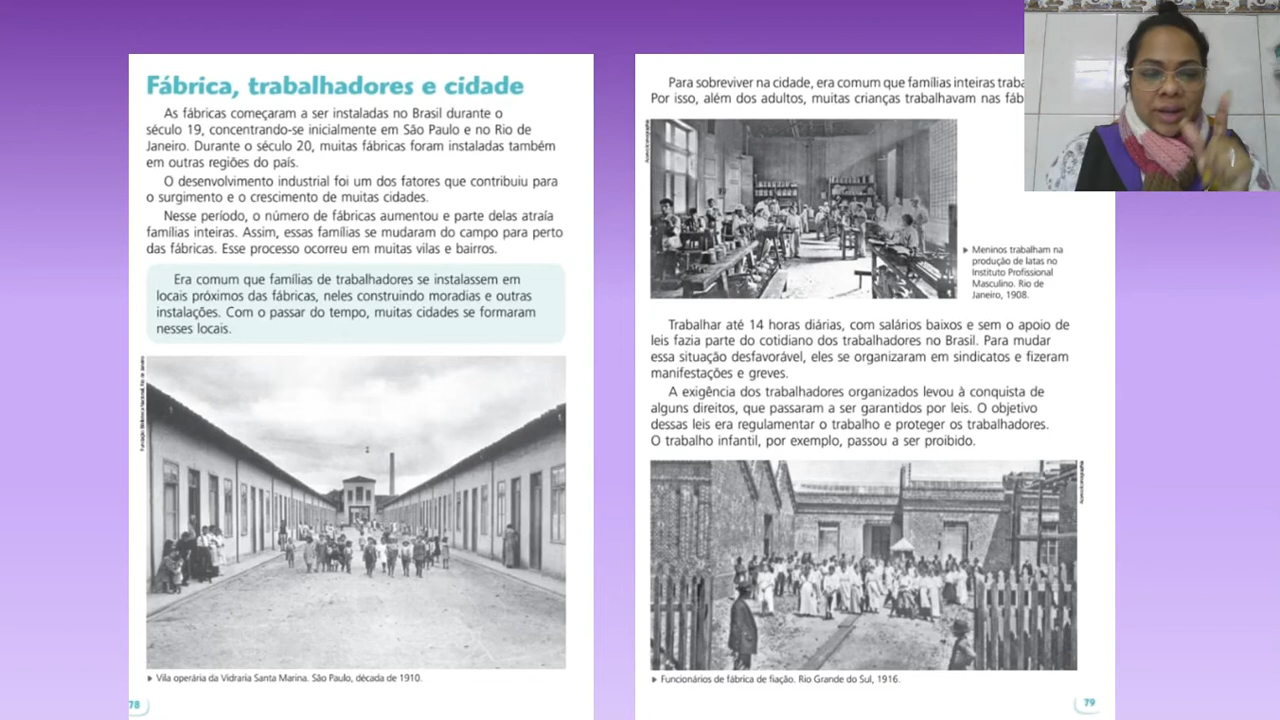 Fábrica, trabalhadores e cidade
As fábricas começaram a ser instaladas no Brasil durante o
século 19, concentrando-se inicialmente em São Paulo e no Rio de
Janeiro. Durante o século 20, muitas fábricas foram instaladas também
em outras regiões do país.
O desenvolvimento industrial foi um dos fatores que contribuiu para
o surgimento e o crescimento de muitas cidades.
Nesse período, o número de fábricas aumentou e parte delas atraía
famílias inteiras. Assim, essas famílias se mudaram do campo para perto
das fábricas. Esse processo ocorreu em muitas vilas e bairros.
Era comum que famílias de trabalhadores se instalassem em
locais próximos das fábricas, neles construindo moradias e outras
instalações. Com o passar do tempo, muitas cidades se formaram
nesses locais.
Fundação Biblioteca Nacional, Rio de Janeiro
Vila operária da Vidraria Santa Marina. São Paulo, década de 1910.
78
Para sobreviver na cidade, era comum que famílias inteiras traba
Por isso, além dos adultos, muitas crianças trabalhavam nas fáb
Meninos trabalham na
produção de latas no
Instituto Profissional
Masculino. Rio de
Janeiro, 1908.
Trabalhar até 14 horas diárias, com salários baixos e sem o apoio de
leis fazia parte do cotidiano dos trabalhadores no Brasil. Para mudar
essa situação desfavorável, eles se organizaram em sindicatos e fizeram
manifestações e greves.
A exigência dos trabalhadores organizados levou à conquista de
alguns direitos, que passaram a ser garantidos por leis. O objetivo
dessas leis era regulamentar o trabalho e proteger os trabalhadores.
O trabalho infantil, por exemplo, passou a ser proibido.
Funcionários de fábrica de fiação. Rio Grande do Sul, 1916.
79